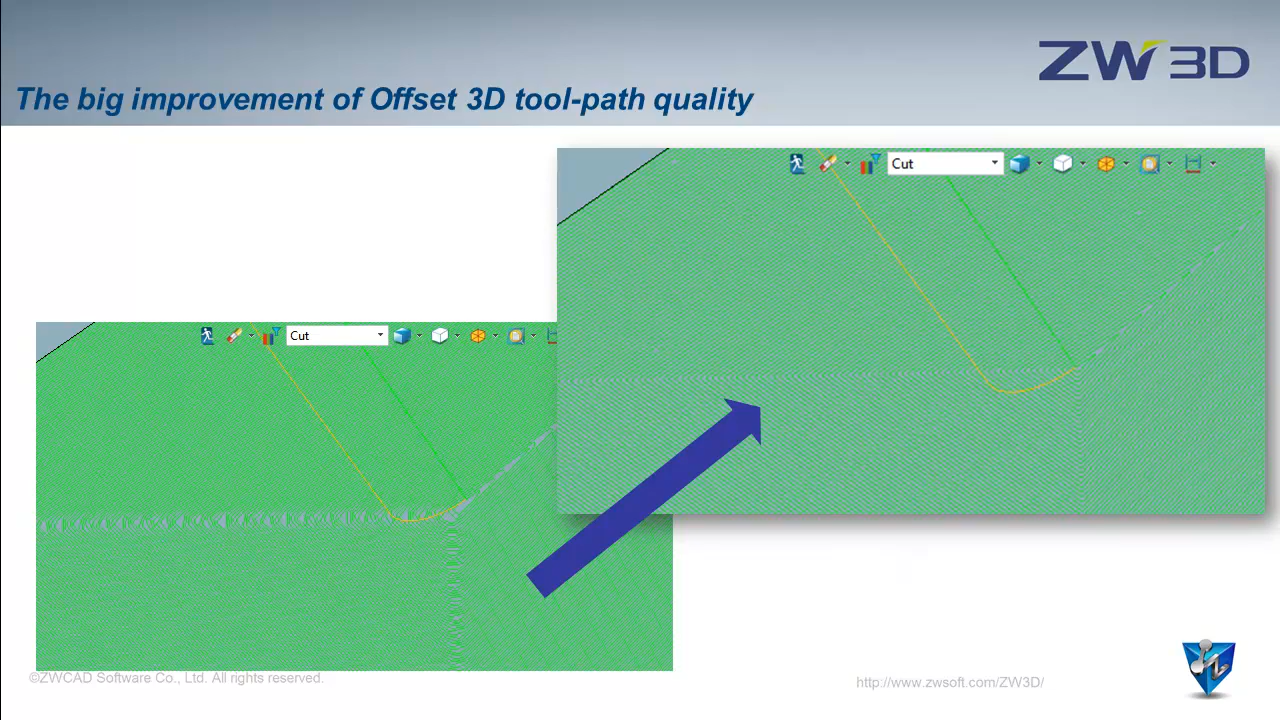 ZW3D
The big improvement of Offset 3D tool-path quality
Cut
Cut
©ZWCAD Software Co., Ltd. All rights reserved.
http://www.zwsoft.com/ZW3D/